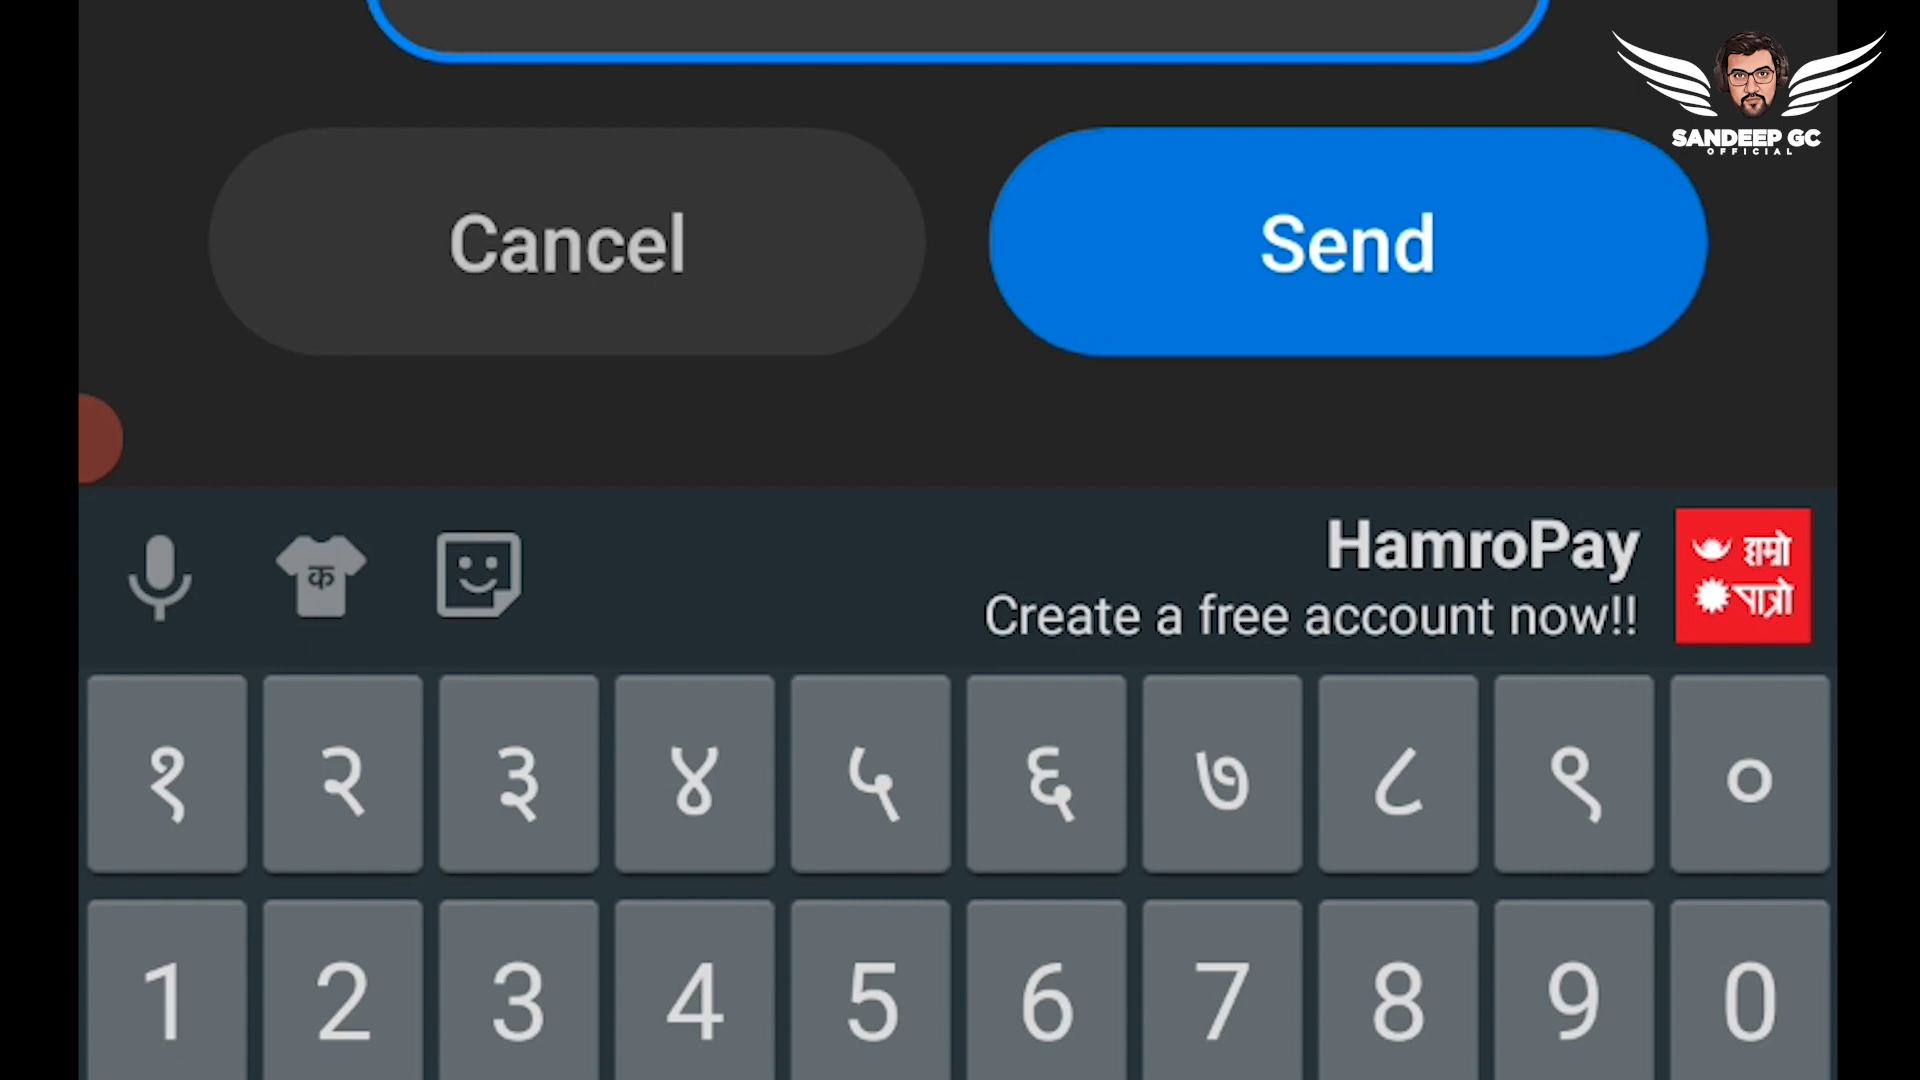 SANDEEP GC
OFFICIAL
Cancel
Send
क
HamroPay
Create a free account now!!
हाम्रो
पात्रो
१ २ ३ ४ ५ ६ ७ ८ ९ ०
1 2 3 4 5 6 7 8 9 0